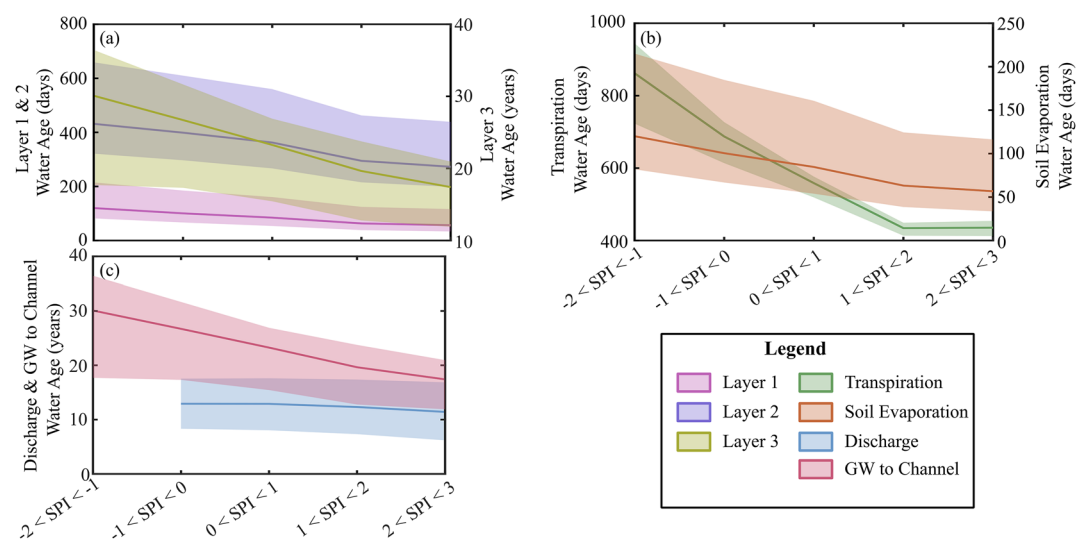 (a)
800
600
400
200
0
Layer 1 & 2
Water Age (days)
40
30
20
10
Layer 3
Water Age (years)
(b)
1000
800
600
400
Transpiration
Water Age (days)
250
200
150
100
50
0
Soil Evaporation
Water Age (days)
-2 < SPI < -1
-1 < SPI < 0
0 < SPI < 1
1 < SPI < 2
2 < SPI < 3
(c)
40
30
20
10
0
Discharge & GW to Channel
Water Age (years)
-2 < SPI < -1
-1 < SPI < 0
0 < SPI < 1
1 < SPI < 2
2 < SPI < 3
Legend
Layer 1
Layer 2
Layer 3
Transpiration
Soil Evaporation
Discharge
GW to Channel